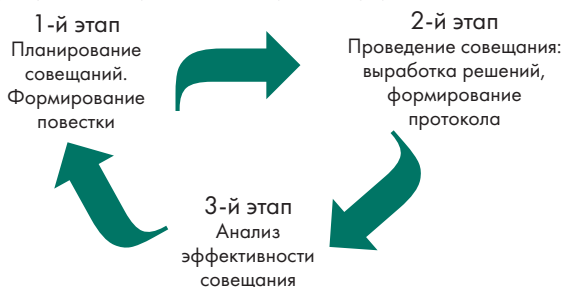 1-й этап
Планирование
совещаний.
Формирование
повестки
2-й этап
Проведение совещания:
выработка решений,
формирование
протокола
3-й этап
Анализ
эффективности
совещания